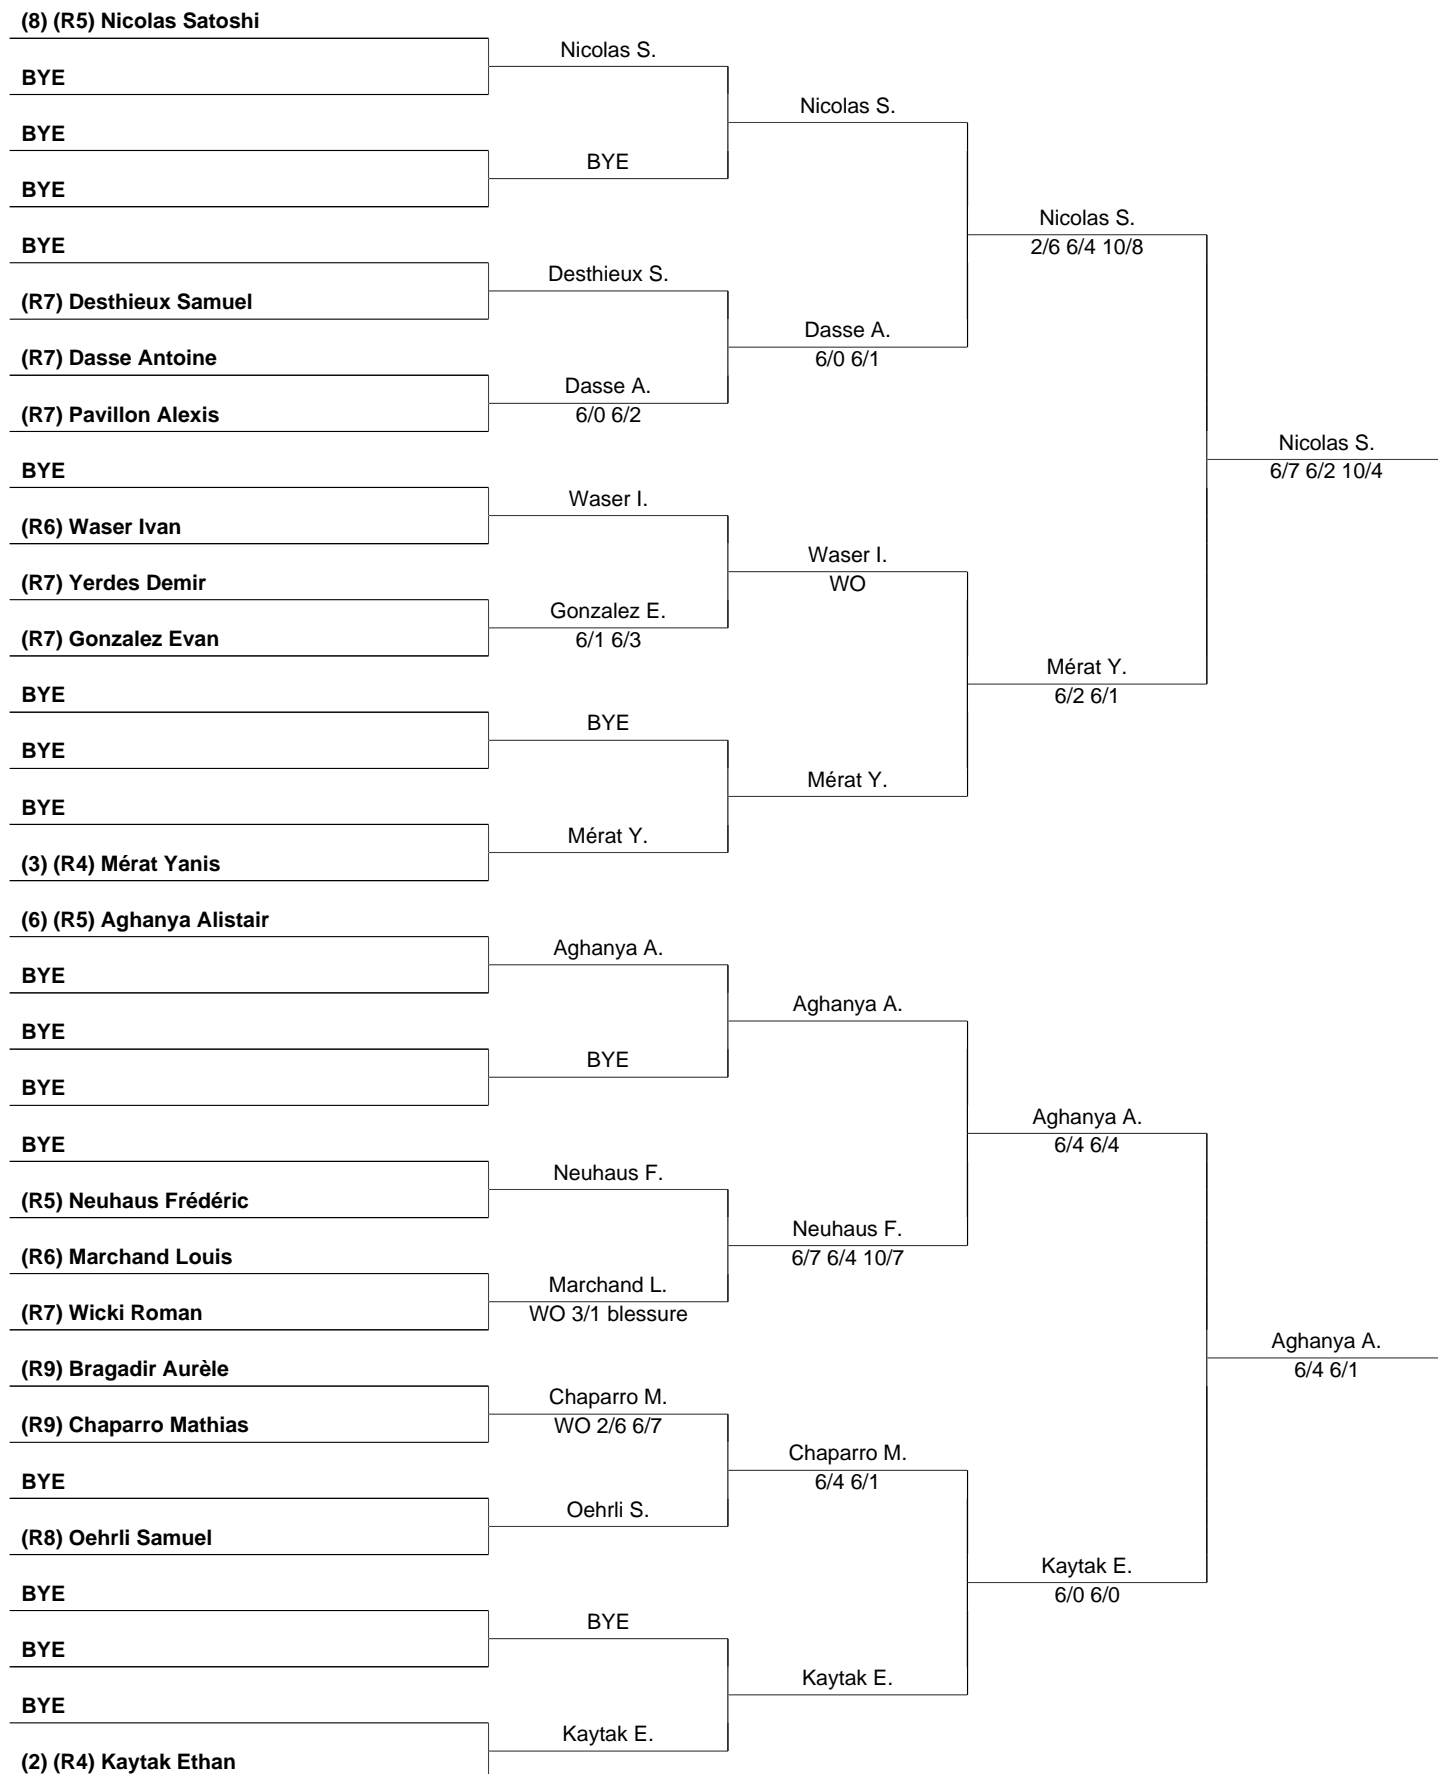 (8) (R5) Nicolas Satoshi
Nicolas S.
BYE
Nicolas S.
BYE
BYE
BYE
Nicolas S.
2/6 6/4 10/8
BYE
Desthieux S.
(R7) Desthieux Samuel
Dasse A.
6/0 6/1
(R7) Dasse Antoine
Dasse A.
6/0 6/2
(R7) Pavillon Alexis
Nicolas S.
6/7 6/2 10/4
BYE
Waser I.
(R6) Waser Ivan
Waser I.
WO
(R7) Yerdes Demir
Gonzalez E.
6/1 6/3
(R7) Gonzalez Evan
Mérat Y.
6/2 6/1
BYE
BYE
BYE
Mérat Y.
BYE
Mérat Y.
(3) (R4) Mérat Yanis
(6) (R5) Aghanya Alistair
Aghanya A.
BYE
Aghanya A.
BYE
BYE
BYE
Aghanya A.
6/4 6/4
BYE
Neuhaus F.
(R5) Neuhaus Frédéric
Neuhaus F.
6/7 6/4 10/7
(R6) Marchand Louis
Marchand L.
WO 3/1 blessure
(R7) Wicki Roman
Aghanya A.
6/4 6/1
(R9) Bragadir Aurèle
Chaparro M.
WO 2/6 6/7
(R9) Chaparro Mathias
Chaparro M.
6/4 6/1
BYE
Oehrli S.
(R8) Oehrli Samuel
Kaytak E.
6/0 6/0
BYE
BYE
BYE
Kaytak E.
BYE
Kaytak E.
(2) (R4) Kaytak Ethan